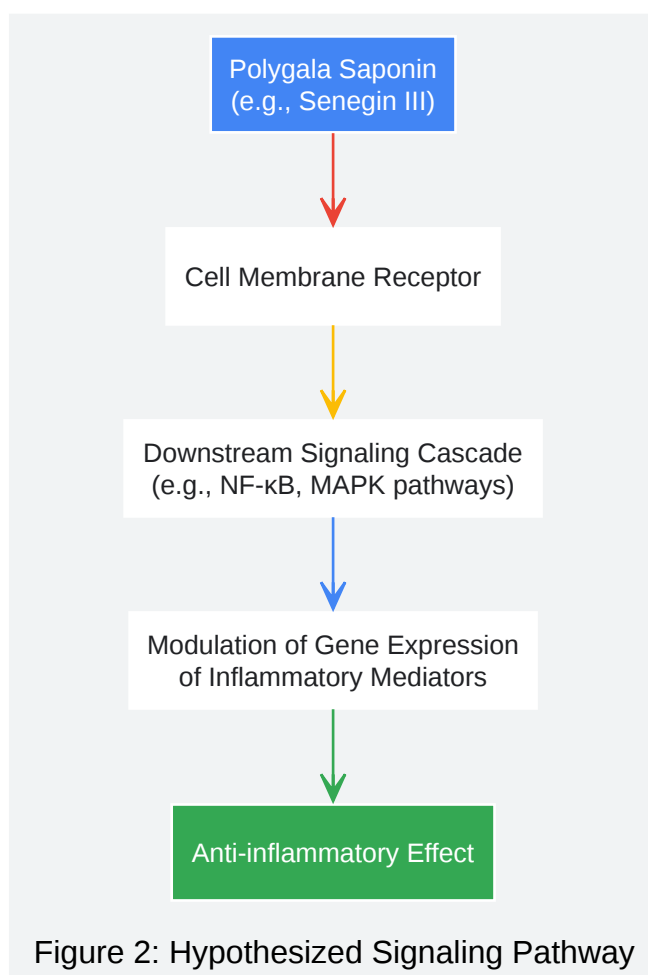 Polygala Saponin
(e.g., Senegin III)
Cell Membrane Receptor
Downstream Signaling Cascade
(e.g., NF-κB, MAPK pathways)
Modulation of Gene Expression
of Inflammatory Mediators
Anti-inflammatory Effect
Figure 2: Hypothesized Signaling Pathway